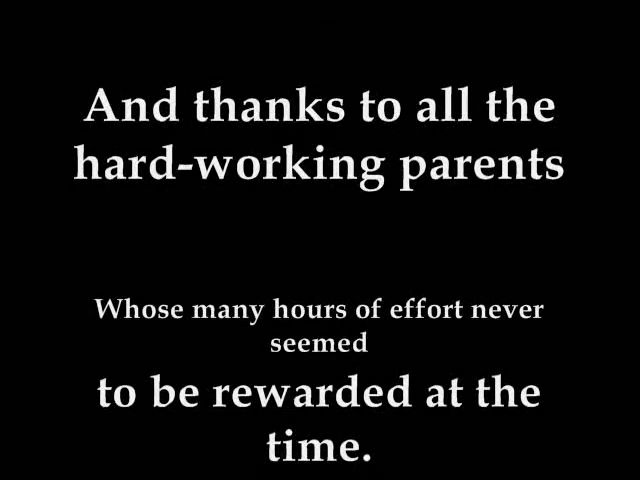 And thanks to all the
hard-working parents
Whose many hours of effort never
seemed
to be rewarded at the
time.